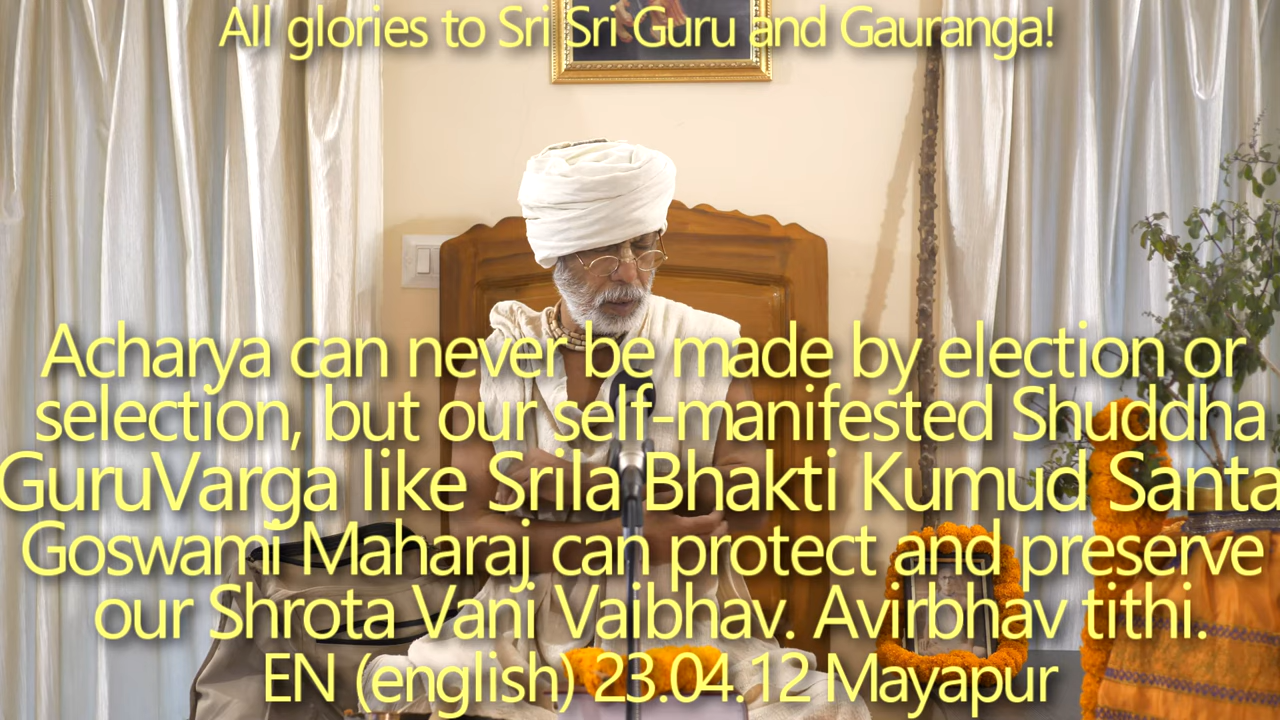 All glories to Sri Sri Guru and Gauranga!
Acharya can never be made by election or
selection, but our self-manifested Shuddha
GuruVarga like Srila Bhakti Kumud Santa
Goswami Maharaj can protect and preserve
our Shrota Vani Vaibhav. Avirbhav tithi.
EN (english) 23.04.12 Mayapur